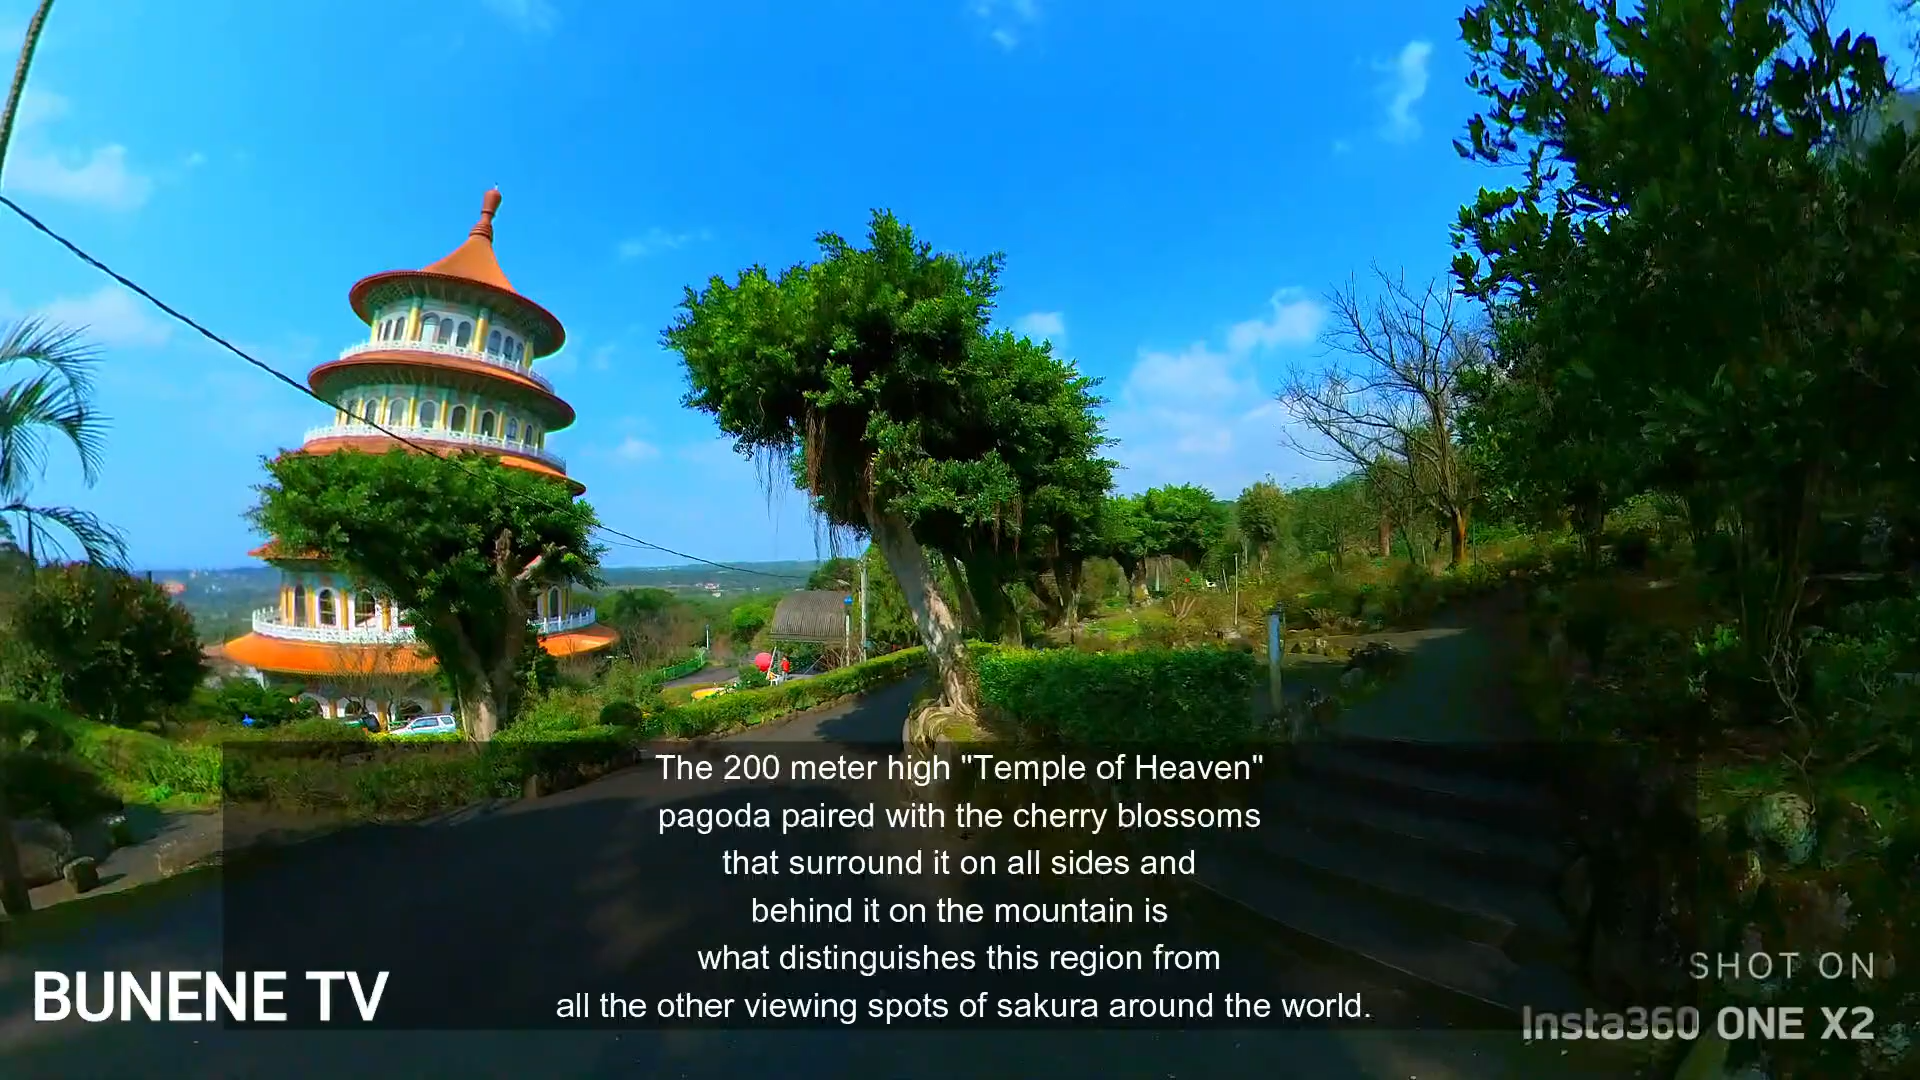 The 200 meter high "Temple of Heaven"
pagoda paired with the cherry blossoms
that surround it on all sides and
behind it on the mountain is
what distinguishes this region from
all the other viewing spots of sakura around the world.
BUNENE TV
SHOT ON
Insta360 ONE X2